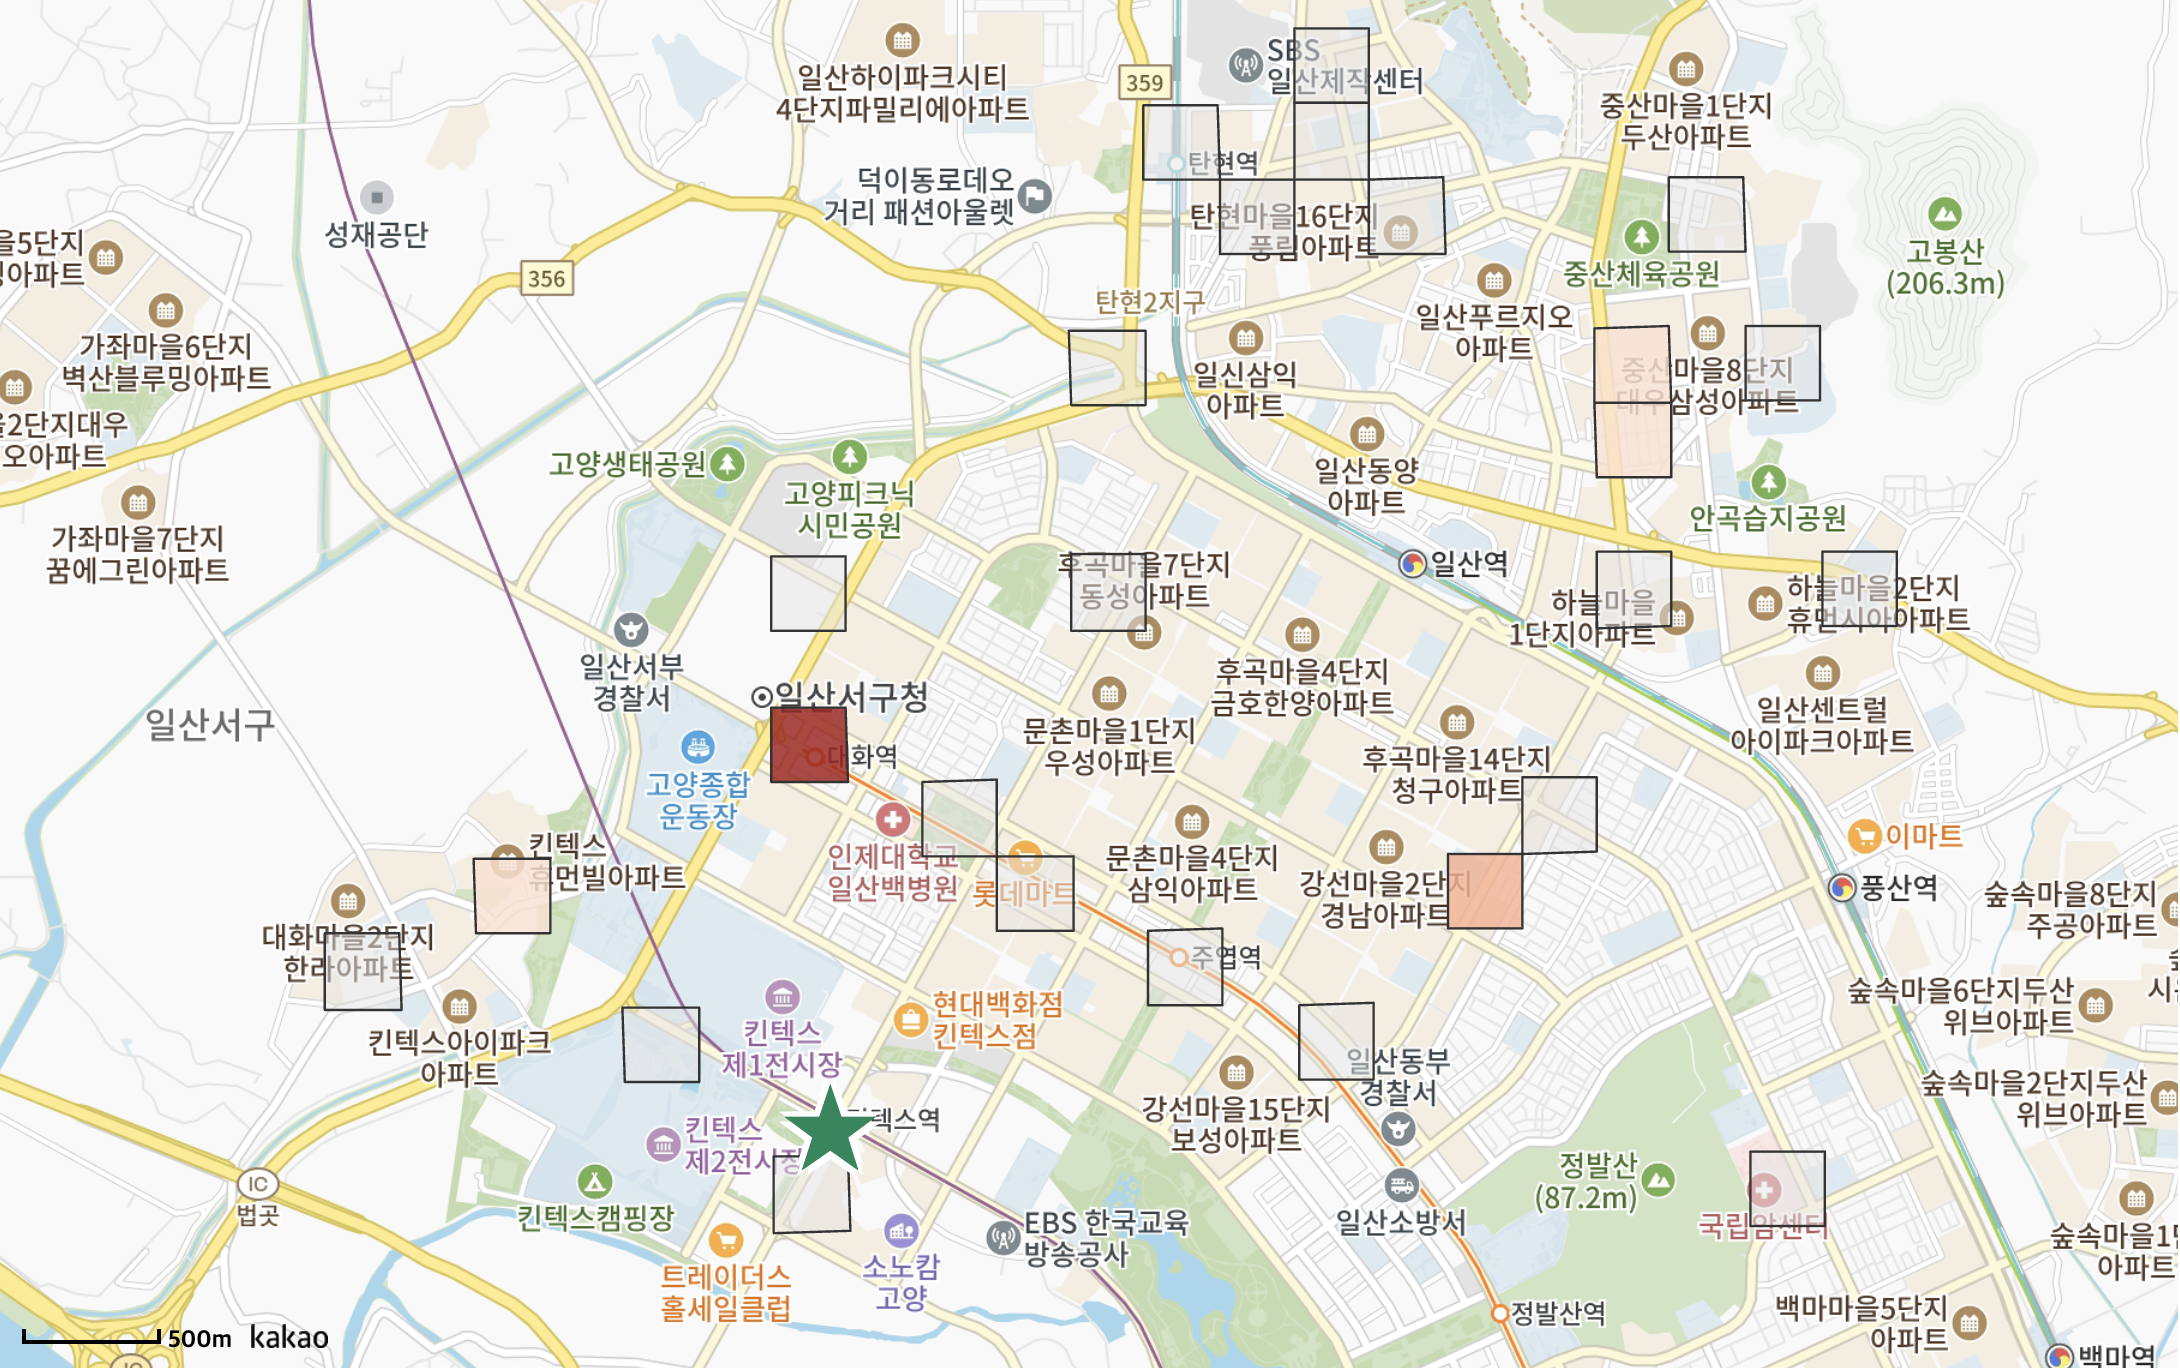 일산하이파크시티
4단지파밀리에아파트
359
SBS
일산제작센터
중산마을1단지
두산아파트
탄현역
덕이동로데오
거리 패션아울렛
성재공단
탄현마을16단지
풍림아파트
고봉산
(206.3m)
중산체육공원
을5단지
아파트
356
탄현2지구
일산푸르지오
아파트
가좌마을6단지
벽산블루밍아파트
일신삼익
아파트
중산마을8단지
대우삼성아파트
을2단지대우
오아파트
고양생태공원
고양피크닉
시민공원
일산동양
아파트
안곡습지공원
가좌마을7단지
꿈에그린아파트
후곡마을7단지
동성아파트
일산역
하늘마을
1단지아파트
하늘마을2단지
휴먼시아아파트
일산서부
경찰서
후곡마을4단지
금호한양아파트
일산서구청
일산서구
대화역
문촌마을1단지
우성아파트
후곡마을14단지
청구아파트
일산센트럴
아이파크아파트
고양종합
운동장
이마트
킨텍스
휴먼빌아파트
인제대학교
일산백병원
롯데마트
문촌마을4단지
삼익아파트
강선마을2단지
경남아파트
풍산역
숲속마을8단지
주공아파트
대화마을2단지
한라아파트
주엽역
킨텍스아이파크
아파트
킨텍스
제1전시장
현대백화점
킨텍스점
숲속마을6단지두산
위브아파트
일산동부
경찰서
강선마을15단지
보성아파트
숲속마을2단지두산
위브아파트
킨텍스
제2전시장
텍스역
IC
법곳
킨텍스캠핑장
정발산
(87.2m)
일산소방서
국립암센터
EBS 한국교육
방송공사
소노캄
고양
트레이더스
홀세일클럽
숲속마을1
아파트
정발산역
백마마을5단지
아파트
백마역
500m kakao